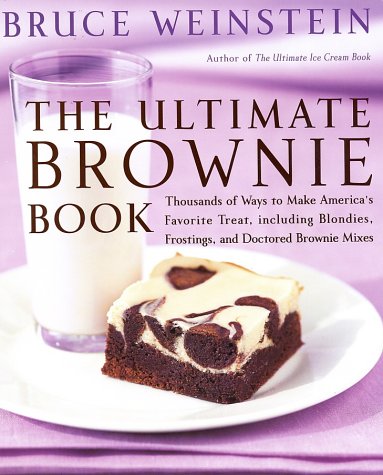 BRUCE WEINSTEIN
Author of The Ultimate Ice Cream Book
THE ULTIMATE
BROWNIE
BOOK
Thousands of Ways to Make America's
Favorite Treat, including Blondies,
Frostings, and Doctored Brownie Mixes